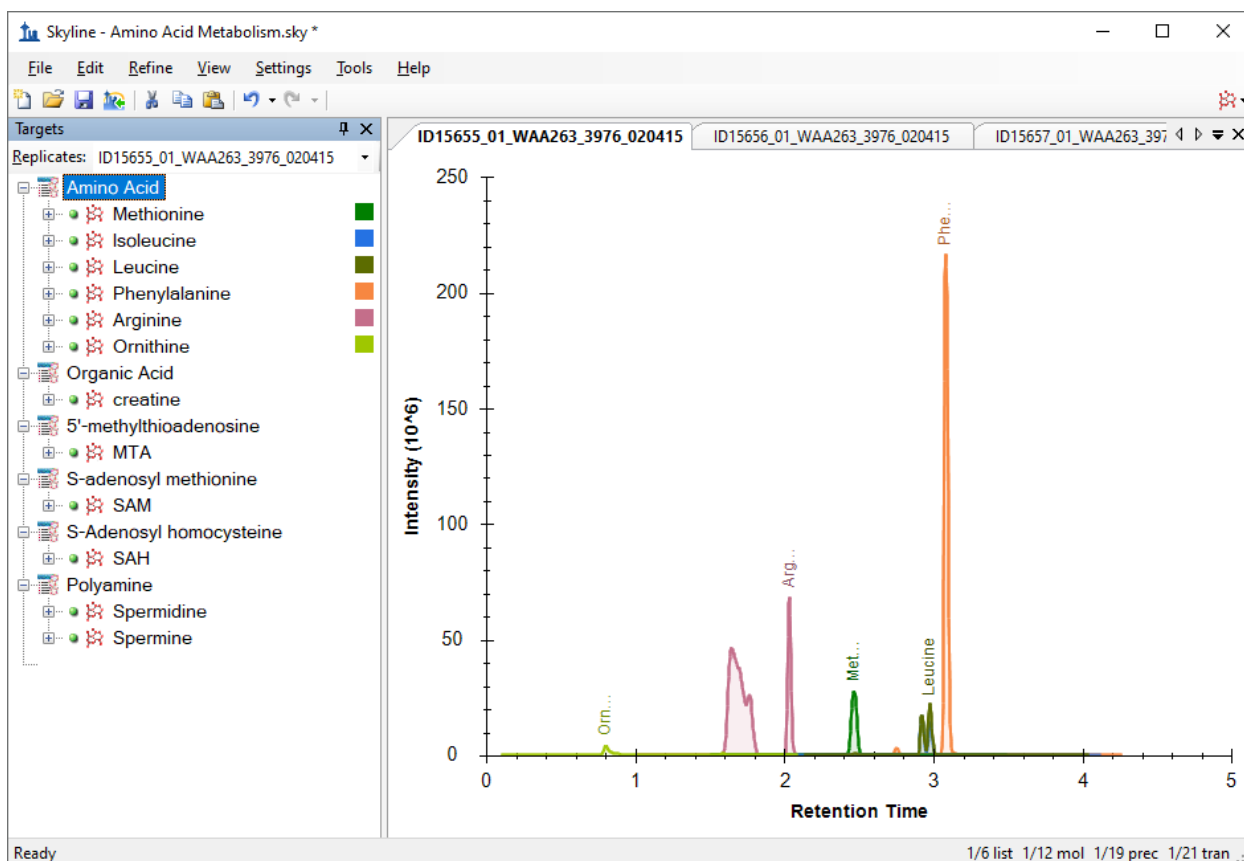 Skyline - Amino Acid Metabolism.sky *
File Edit Refine View Settings Tools Help
Targets
Replicates: ID15655_01_WAA263_3976_020415
Amino Acid
Methionine
Isoleucine
Leucine
Phenylalanine
Arginine
Ornithine
Organic Acid
creatine
5'-methylthioadenosine
MTA
S-adenosyl methionine
SAM
S-Adenosyl homocysteine
SAH
Polyamine
Spermidine
Spermine
ID15655_01_WAA263_3976_020415 ID15656_01_WAA263_3976_020415 ID15657_01_WAA263_397
250
200
150
100
50
0
Intensity (10^6)
Orn...
Arg...
Met...
Leucine
Phe...
0 1 2 3 4 5
Retention Time
Ready 1/6 list 1/12 mol 1/19 prec 1/21 tran